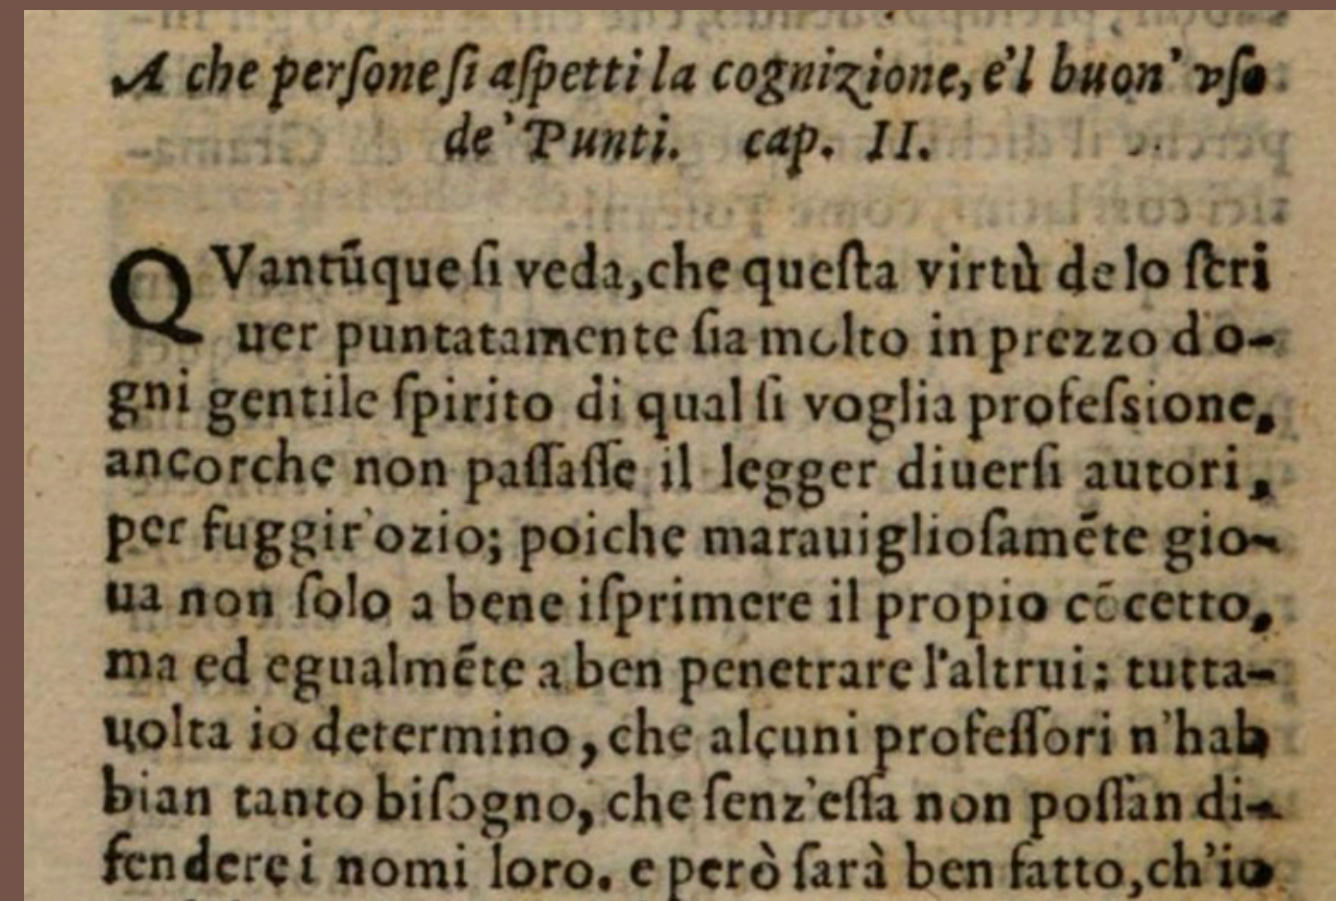 A che perſone ſi aſpetti la cognizione, e'l buon' vſo
de' Punti. cap. II.
QVantũque ſi veda, che queſta virtù de lo ſcri
uer puntatamente ſia molto in prezzo d'o-
gni gentile ſpirito di qual ſi voglia profeſsione,
ancorche non paſſaſſe il legger diuerſi autori,
per fuggir'ozio; poiche marauiglioſamẽte gio-
ua non ſolo a bene iſprimere il propio cõcetto,
ma ed egualmẽte a ben penetrare l'altrui: tutta-
uolta io determino, che alcuni profeſſori n'hab
bian tanto biſogno, che ſenz'eſſa non poſſan di-
fendere i nomi loro. e però ſarà ben fatto, ch'io